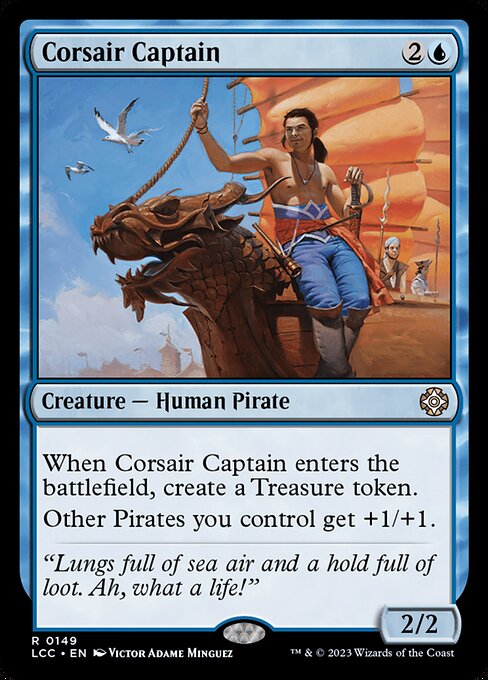 Corsair Captain 2
Creature — Human Pirate
When Corsair Captain enters the
battlefield, create a Treasure token.
Other Pirates you control get +1/+1.
“Lungs full of sea air and a hold full of
loot. Ah, what a life!”
2/2
R 0149
LCC • EN Victor Adame Minguez
™ & © 2023 Wizards of the Coast